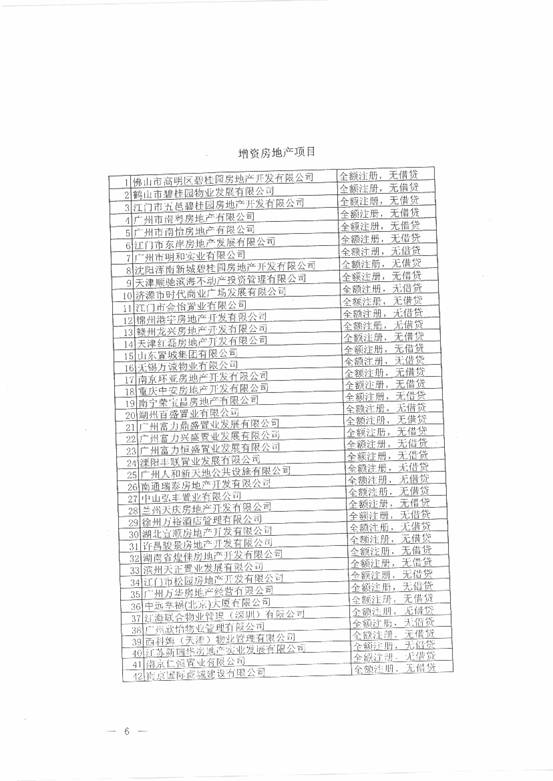 增资房地产项目
1 佛山市高明区碧桂园房地产开发有限公司 全额注册，无借贷
2 鹤山市碧桂园物业发展有限公司 全额注册，无借贷
3 江门市五邑碧桂园房地产开发有限公司 全额注册，无借贷
4 广州市南粤房地产有限公司 全额注册，无借贷
5 广州市南怡房地产有限公司 全额注册，无借贷
6 江门市东岸房地产发展有限公司 全额注册，无借贷
7 广州市明和实业有限公司 全额注册，无借贷
8 沈阳浑南新城碧桂园房地产开发有限公司 全额注册，无借贷
9 天津顺驰滨海不动产投资管理有限公司 全额注册，无借贷
10 济源市时代商业广场发展有限公司 全额注册，无借贷
11 江门市金怡置业有限公司 全额注册，无借贷
12 锦州港宇房地产开发有限公司 全额注册，无借贷
13 赣州龙兴房地产开发有限公司 全额注册，无借贷
14 天津红磊房地产开发有限公司 全额注册，无借贷
15 山东置城集团有限公司 全额注册，无借贷
16 无锡万诚物业有限公司 全额注册，无借贷
17 南京环亚房地产开发有限公司 全额注册，无借贷
18 重庆中安房地产开发有限公司 全额注册，无借贷
19 南宁荣宝昌房地产有限公司 全额注册，无借贷
20 湖州百盛置业有限公司 全额注册，无借贷
21 广州富力鼎盛置业发展有限公司 全额注册，无借贷
22 广州富力兴盛置业发展有限公司 全额注册，无借贷
23 广州富力恒盛置业发展有限公司 全额注册，无借贷
24 溧阳丰联置业发展有限公司 全额注册，无借贷
25 广州人和新天地公共设施有限公司 全额注册，无借贷
26 南通瑞泰房地产开发有限公司 全额注册，无借贷
27 中山弘丰置业有限公司 全额注册，无借贷
28 兰州天庆房地产开发有限公司 全额注册，无借贷
29 徐州万裕酒店管理有限公司 全额注册，无借贷
30 湖北宜顺房地产开发有限公司 全额注册，无借贷
31 许昌骏景房地产开发有限公司 全额注册，无借贷
32 湖南省煌佳房地产开发有限公司 全额注册，无借贷
33 滨州天正置业发展有限公司 全额注册，无借贷
34 江门市松园房地产开发有限公司 全额注册，无借贷
35 广州万华房地产经营有限公司 全额注册，无借贷
36 中远幸福(北京)大厦有限公司 全额注册，无借贷
37 江 联合物业管理（深圳）有限公司 全额注册，无借贷
38 广州欣怡物业管理有限公司 全额注册，无借贷
39 西科姆（天津）物业管理有限公司 全额注册，无借贷
40 江苏新瑞华房地产实业发展有限公司 全额注册，无借贷
41 南京仁恒置业有限公司 全额注册，无借贷
42 南京国际商城建设有限公司 全额注册，无借贷
— 6 —